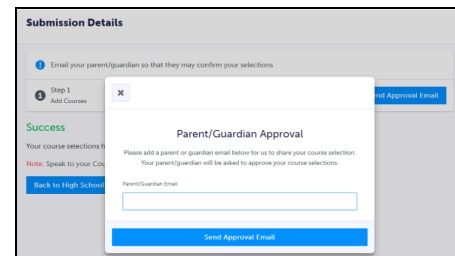 Submission Details
Email your parent/guardian so that they may confirm your selections
1 Step 1
Add Courses
nd Approval Email
Success
Your course selections h
Note: Speak to your Cou
Back to High School
Parent/Guardian Approval
Please add a parent or guardian email below for us to share your course selection.
Your parent/guardian will be asked to approve your course selections.
Parent/Guardian Email
Send Approval Email